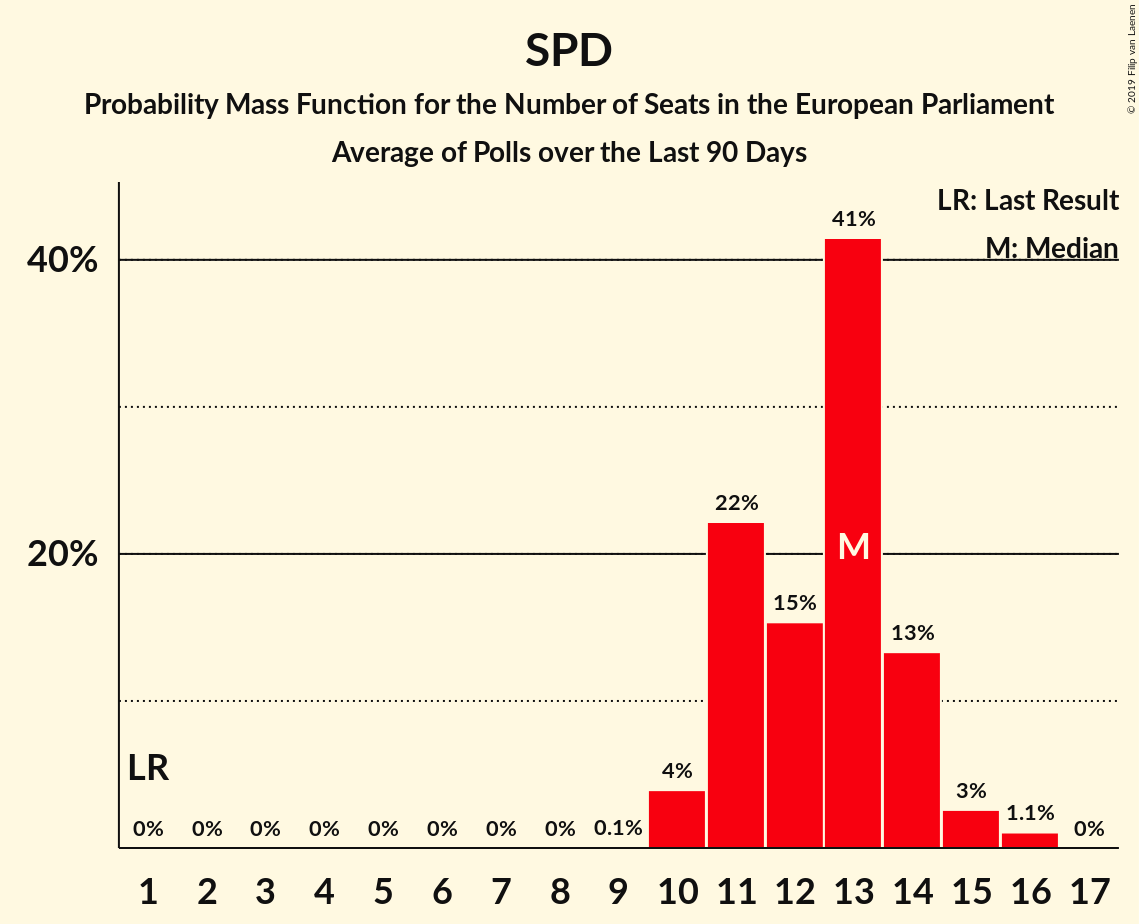 SPD
Probability Mass Function for the Number of Seats in the European Parliament
Average of Polls over the Last 90 Days
© 2019 Filip van Laenen
LR: Last Result
M: Median
40%
20%
41%
22%
15%
13%
4%
3%
1.1%
0.1%
0%
0% 0% 0% 0% 0% 0% 0% 0%
M
LR
1 2 3 4 5 6 7 8 9 10 11 12 13 14 15 16 17